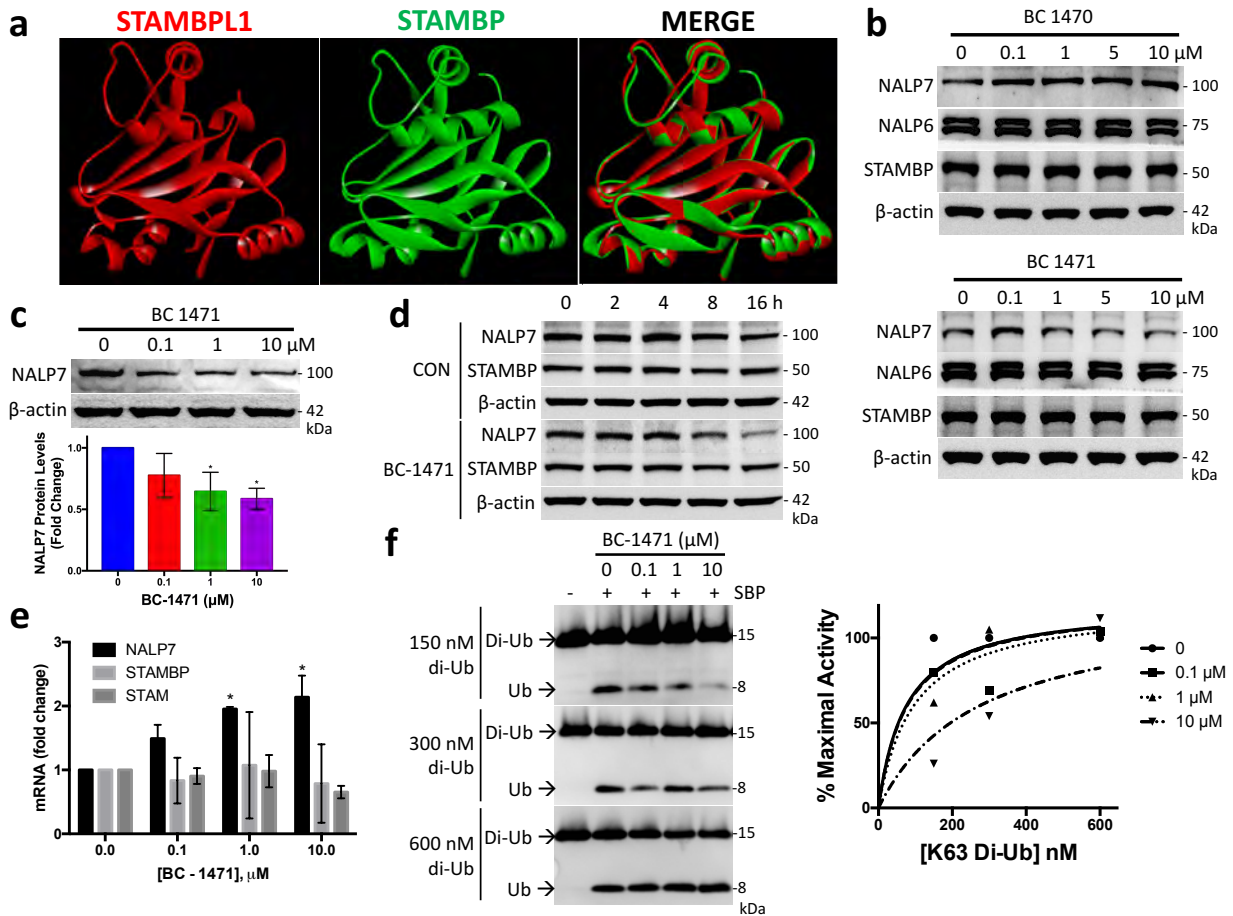 a
STAMBPL1 STAMBP MERGE
b
BC 1470
0 0.1 1 5 10 µM
NALP7 - 100
NALP6 - 75
STAMBP - 50
β-actin - 42
kDa
BC 1471
0 0.1 1 5 10 µM
NALP7 - 100
NALP6 - 75
STAMBP - 50
β-actin - 42
kDa
c
BC 1471
0 0.1 1 10 µM
NALP7 - 100
β-actin - 42
kDa
NALP7 Protein Levels
(Fold Change)
1.0
0.5
0.0
* *
0 0.1 1 10
BC-1471 (µM)
d
0 2 4 8 16 h
CON
NALP7 - 100
STAMBP - 50
β-actin - 42
BC-1471
NALP7 - 100
STAMBP - 50
β-actin - 42
kDa
e
mRNA (fold change)
3
2
1
0
NALP7
STAMBP
STAM
* *
0.0 0.1 1.0 10.0
[BC - 1471], µM
f
BC-1471 (µM)
0 0.1 1 10
- + + + + SBP
150 nM
di-Ub
Di-Ub → -15
Ub → -8
300 nM
di-Ub
Di-Ub → -15
Ub → -8
600 nM
di-Ub
Di-Ub → -15
Ub → -8
kDa
% Maximal Activity
100
50
0
0 200 400 600
[K63 Di-Ub] nM
0
0.1 µM
1 µM
10 µM